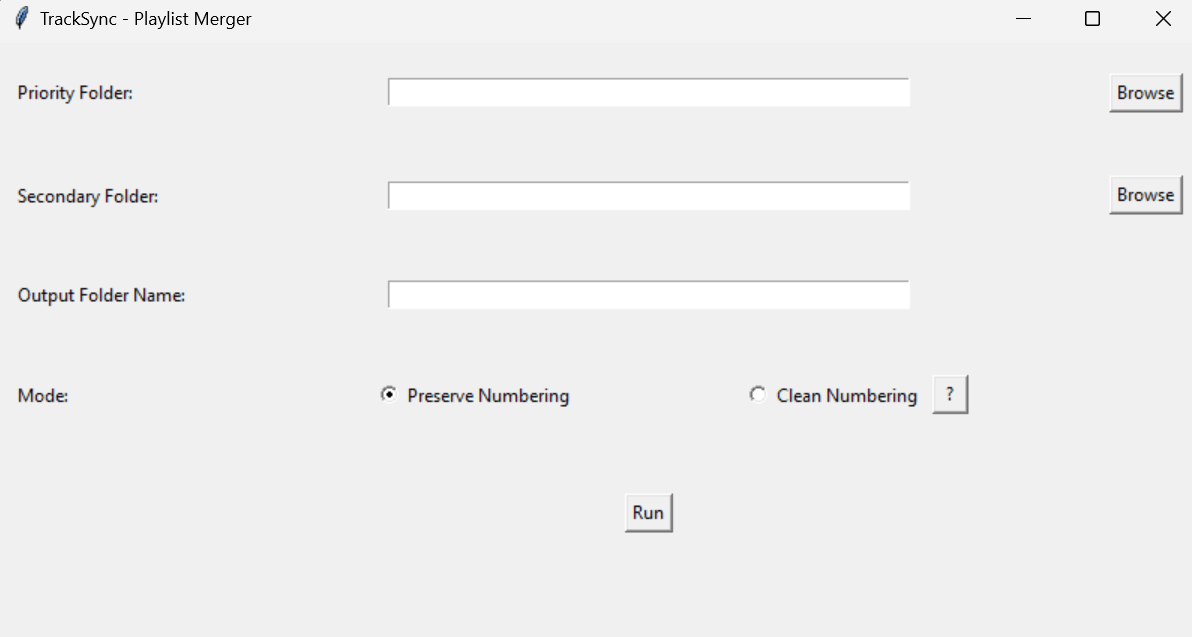 TrackSync - Playlist Merger
Priority Folder: Browse
Secondary Folder: Browse
Output Folder Name:
Mode: Preserve Numbering Clean Numbering ?
Run